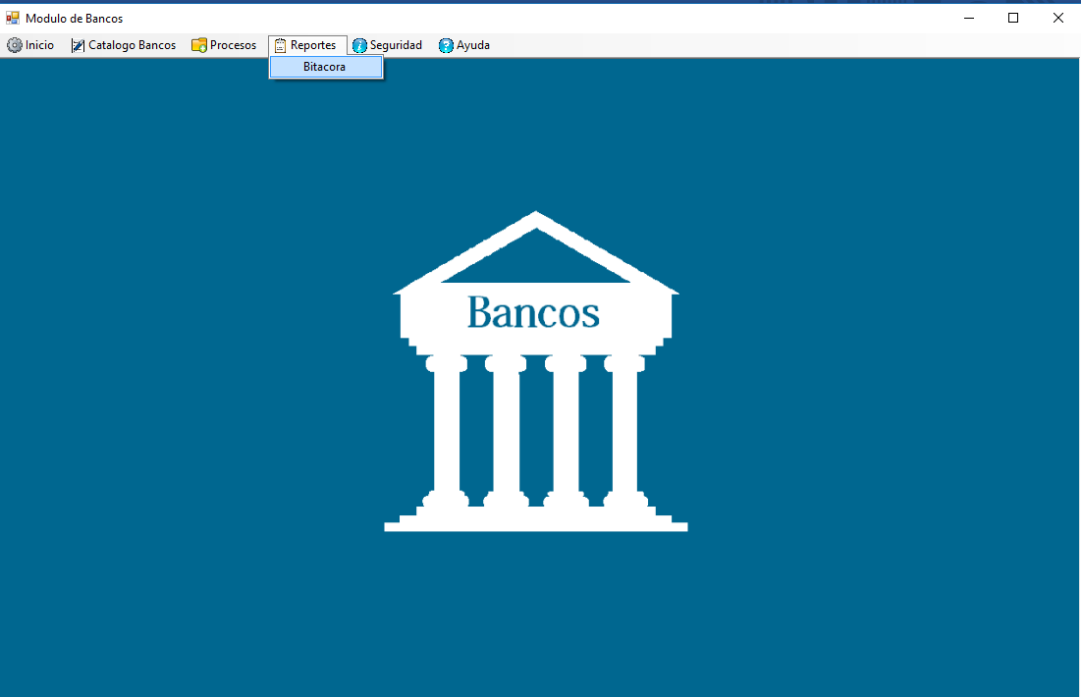 Modulo de Bancos
Inicio Catalogo Bancos Procesos Reportes Seguridad Ayuda
Bitacora
Bancos